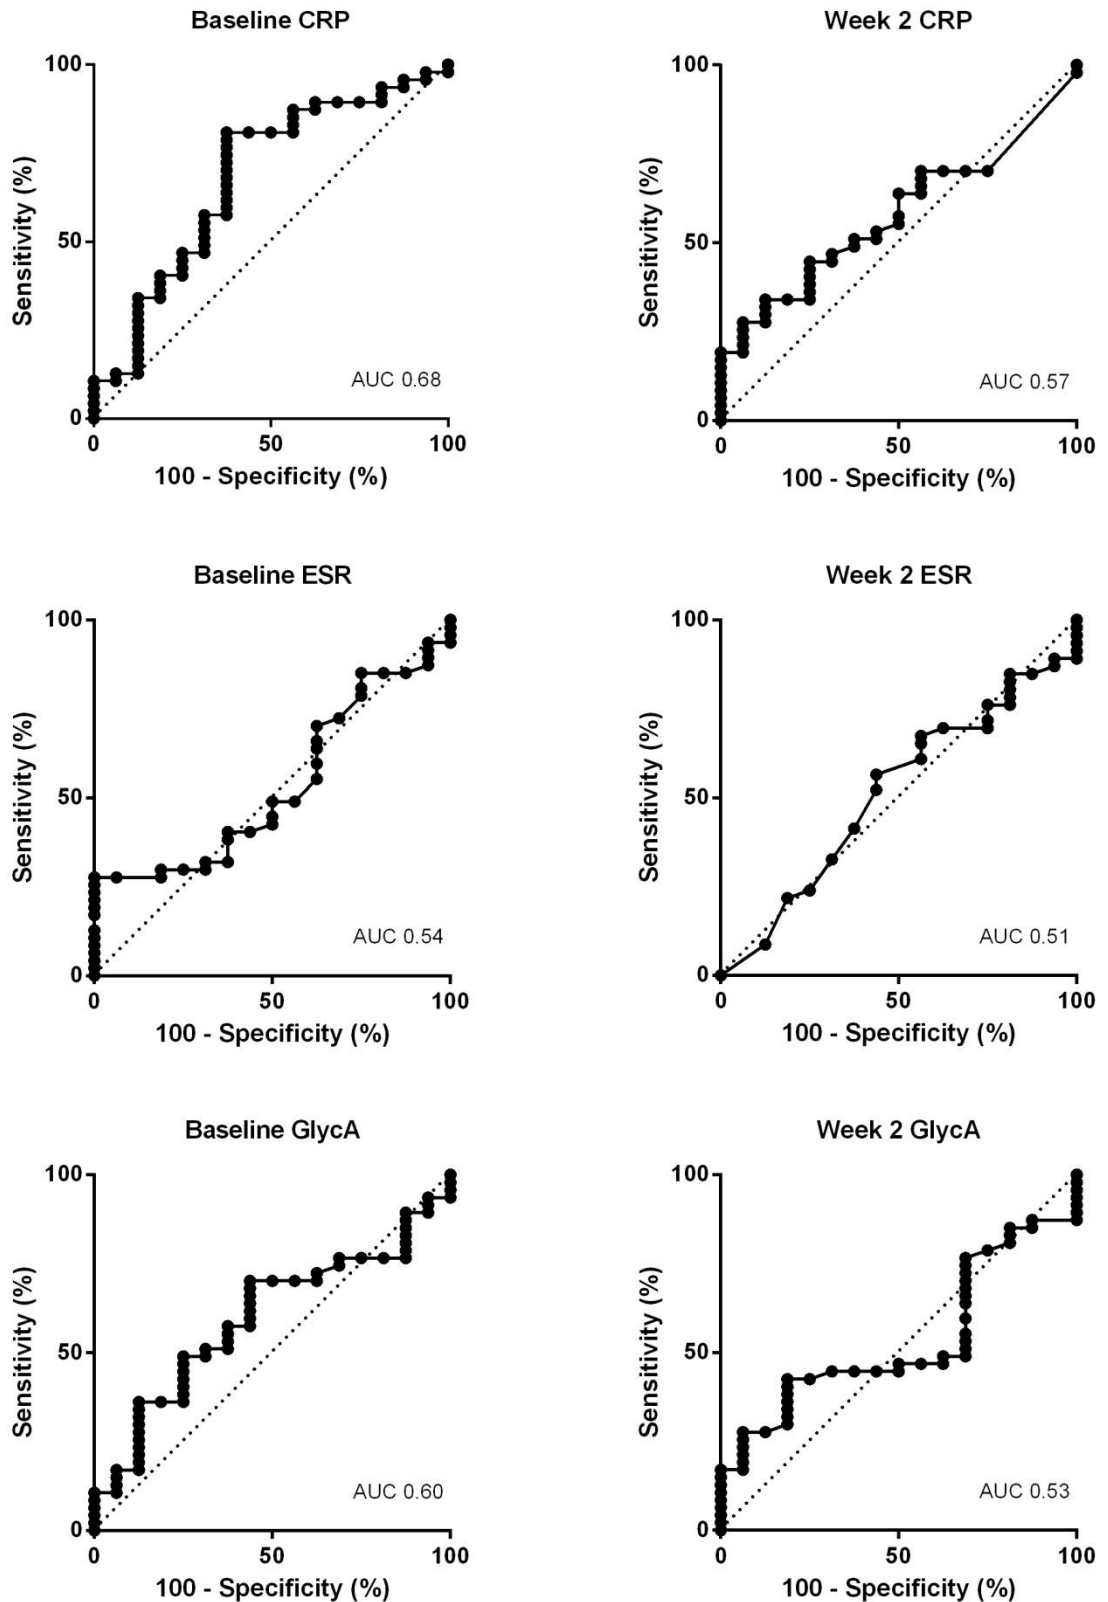 Baseline CRP
100
50
0
Sensitivity (%)
AUC 0.68
0 50 100
100 - Specificity (%)
Week 2 CRP
100
50
0
Sensitivity (%)
AUC 0.57
0 50 100
100 - Specificity (%)
Baseline ESR
100
50
0
Sensitivity (%)
AUC 0.54
0 50 100
100 - Specificity (%)
Week 2 ESR
100
50
0
Sensitivity (%)
AUC 0.51
0 50 100
100 - Specificity (%)
Baseline GlycA
100
50
0
Sensitivity (%)
AUC 0.60
0 50 100
100 - Specificity (%)
Week 2 GlycA
100
50
0
Sensitivity (%)
AUC 0.53
0 50 100
100 - Specificity (%)